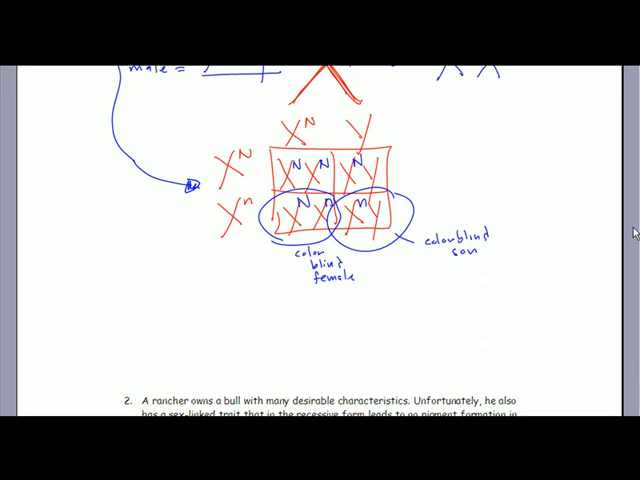 male =
X^N Y
X^N X^N X^N X^N Y
X^n X^N X^n X^n Y
color
blind
female
colorblind
son
2. A rancher owns a bull with many desirable characteristics. Unfortunately, he also
has a sex-linked trait that in the recessive form leads to no pigment formation in